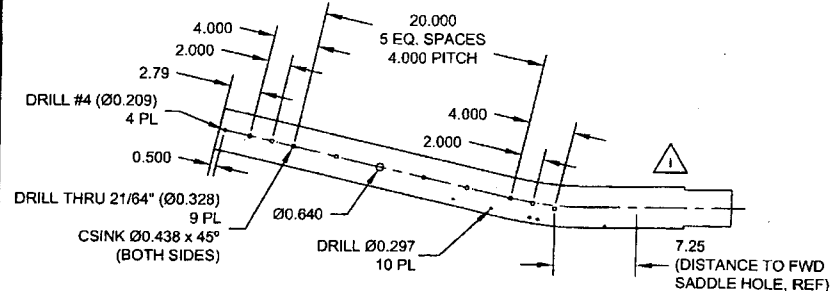 20.000
5 EQ. SPACES
4.000 PITCH
4.000
2.000
2.79
DRILL #4 (Ø0.209)
4 PL
0.500
DRILL THRU 21/64" (Ø0.328)
9 PL
CSINK Ø0.438 x 45º
(BOTH SIDES)
Ø0.640
DRILL Ø0.297
10 PL
4.000
2.000
1
7.25
(DISTANCE TO FWD
SADDLE HOLE, REF)